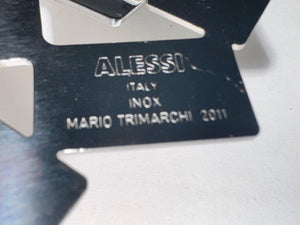 ALESSI
ITALY
INOX
MARIO TRIMARCHI 2011